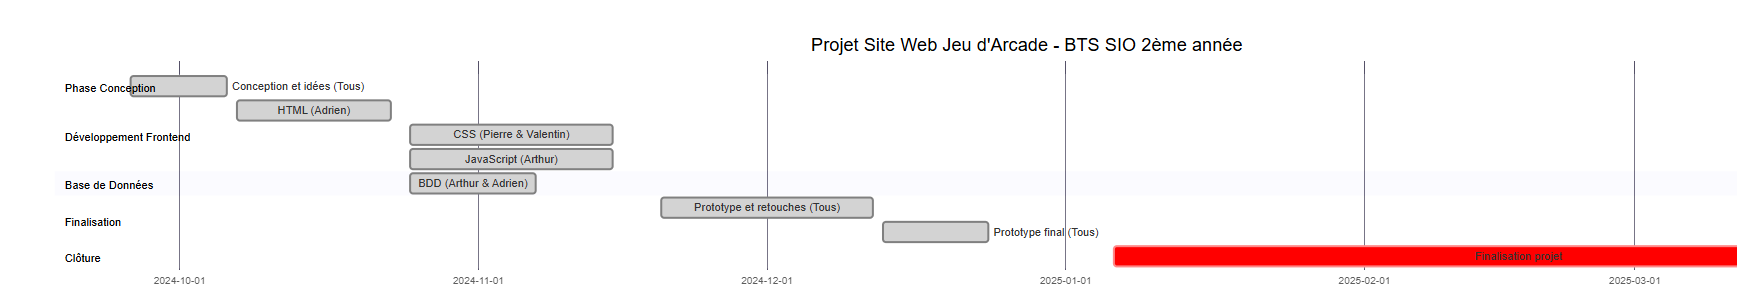 Projet Site Web Jeu d'Arcade - BTS SIO 2ème année
Phase Conception
Conception et idées (Tous)
HTML (Adrien)
Développement Frontend
CSS (Pierre & Valentin)
JavaScript (Arthur)
Base de Données
BDD (Arthur & Adrien)
Finalisation
Prototype et retouches (Tous)
Prototype final (Tous)
Clôture
Finalisation projet
2024-10-01
2024-11-01
2024-12-01
2025-01-01
2025-02-01
2025-03-01